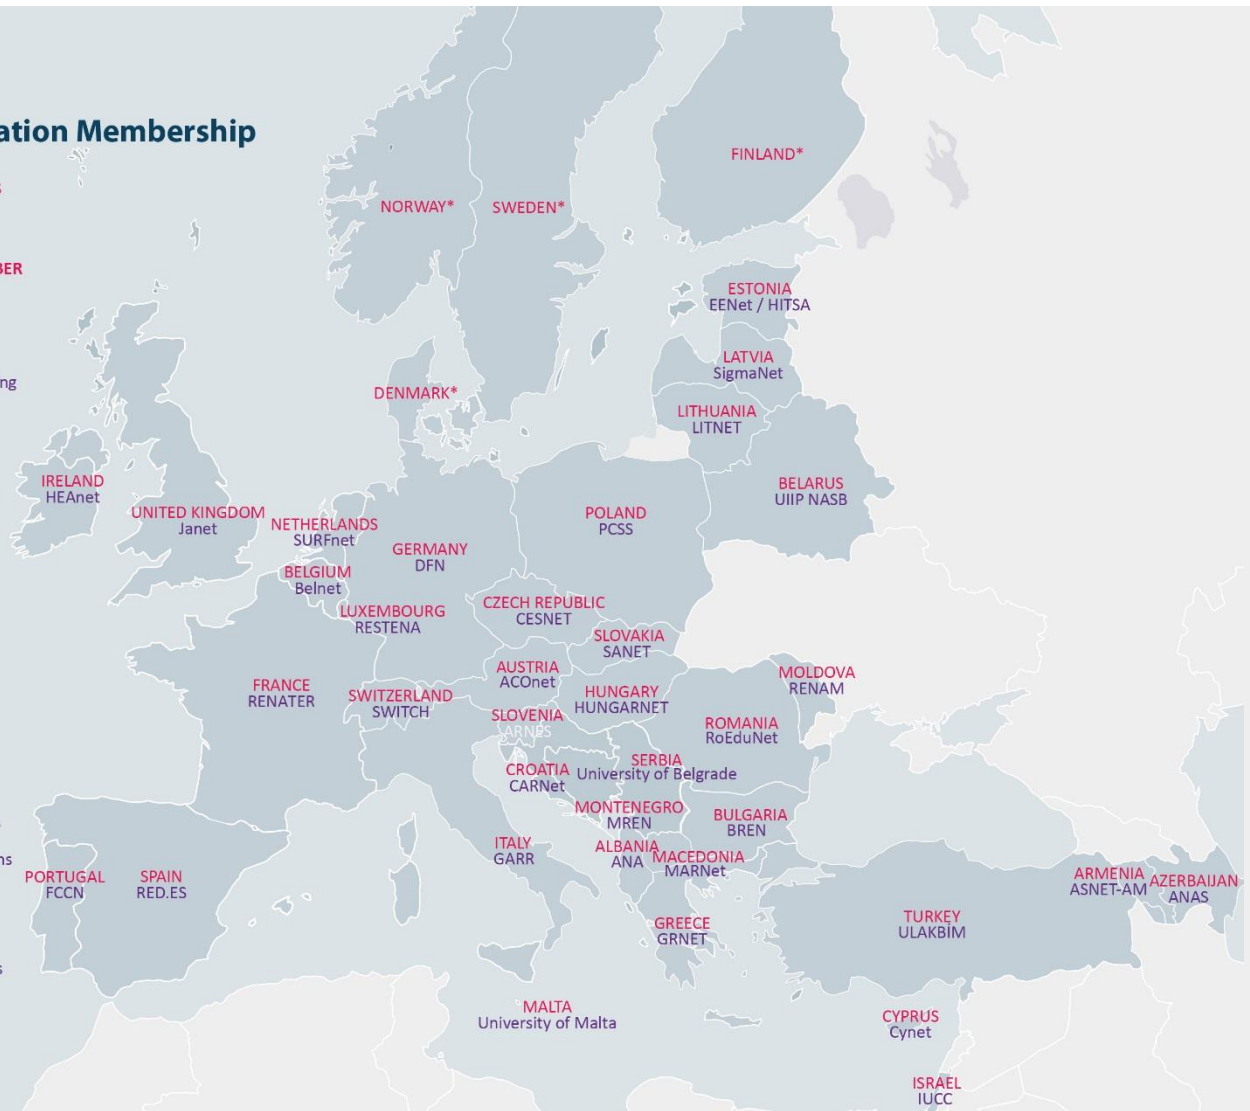 ation Membership
S
BER
ng
s
ns
s
FINLAND*
NORWAY*
SWEDEN*
ESTONIA
EENet / HITSA
LATVIA
SigmaNet
DENMARK*
LITHUANIA
LITNET
IRELAND
HEAnet
BELARUS
UIIP NASB
UNITED KINGDOM
Janet
POLAND
PCSS
NETHERLANDS
SURFnet
GERMANY
DFN
BELGIUM
Belnet
LUXEMBOURG
RESTENA
CZECH REPUBLIC
CESNET
SLOVAKIA
SANET
AUSTRIA
ACOnet
MOLDOVA
RENAM
FRANCE
RENATER
SWITZERLAND
SWITCH
HUNGARY
HUNGARNET
SLOVENIA
ARNES
ROMANIA
RoEduNet
SERBIA
University of Belgrade
CROATIA
CARNet
MONTENEGRO
MREN
BULGARIA
BREN
ITALY
GARR
ALBANIA
ANA
MACEDONIA
MARNet
PORTUGAL
FCCN
SPAIN
RED.ES
ARMENIA
ASNET-AM
AZERBAIJAN
ANAS
GREECE
GRNET
TURKEY
ULAKBİM
MALTA
University of Malta
CYPRUS
Cynet
ISRAEL
IUCC